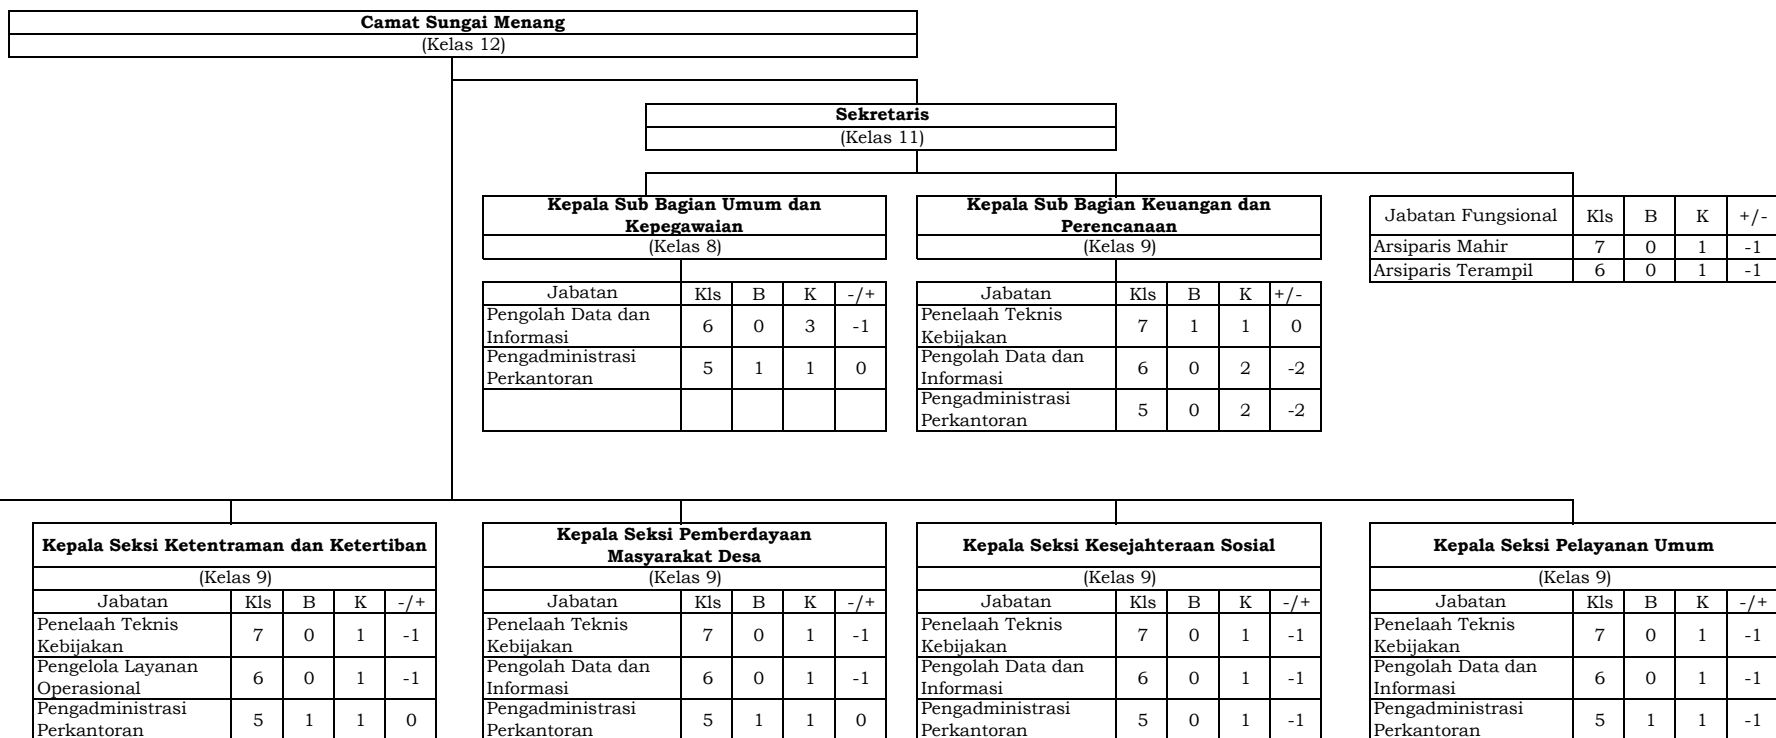 Camat Sungai Menang
(Kelas 12)
Sekretaris
(Kelas 11)
Kepala Sub Bagian Umum dan
Kepegawaian
(Kelas 8)
Jabatan Kls B K -/+
Pengolah Data dan
Informasi 6 0 3 -1
Pengadministrasi
Perkantoran 5 1 1 0
Kepala Sub Bagian Keuangan dan
Perencanaan
(Kelas 9)
Jabatan Kls B K +/-
Penelaah Teknis
Kebijakan 7 1 1 0
Pengolah Data dan
Informasi 6 0 2 -2
Pengadministrasi
Perkantoran 5 0 2 -2
Jabatan Fungsional Kls B K +/-
Arsiparis Mahir 7 0 1 -1
Arsiparis Terampil 6 0 1 -1
Kepala Seksi Ketentraman dan Ketertiban
(Kelas 9)
Jabatan Kls B K -/+
Penelaah Teknis
Kebijakan 7 0 1 -1
Pengelola Layanan
Operasional 6 0 1 -1
Pengadministrasi
Perkantoran 5 1 1 0
Kepala Seksi Pemberdayaan
Masyarakat Desa
(Kelas 9)
Jabatan Kls B K -/+
Penelaah Teknis
Kebijakan 7 0 1 -1
Pengolah Data dan
Informasi 6 0 1 -1
Pengadministrasi
Perkantoran 5 1 1 0
Kepala Seksi Kesejahteraan Sosial
(Kelas 9)
Jabatan Kls B K -/+
Penelaah Teknis
Kebijakan 7 0 1 -1
Pengolah Data dan
Informasi 6 0 1 -1
Pengadministrasi
Perkantoran 5 0 1 -1
Kepala Seksi Pelayanan Umum
(Kelas 9)
Jabatan Kls B K -/+
Penelaah Teknis
Kebijakan 7 0 1 -1
Pengolah Data dan
Informasi 6 0 1 -1
Pengadministrasi
Perkantoran 5 1 1 -1